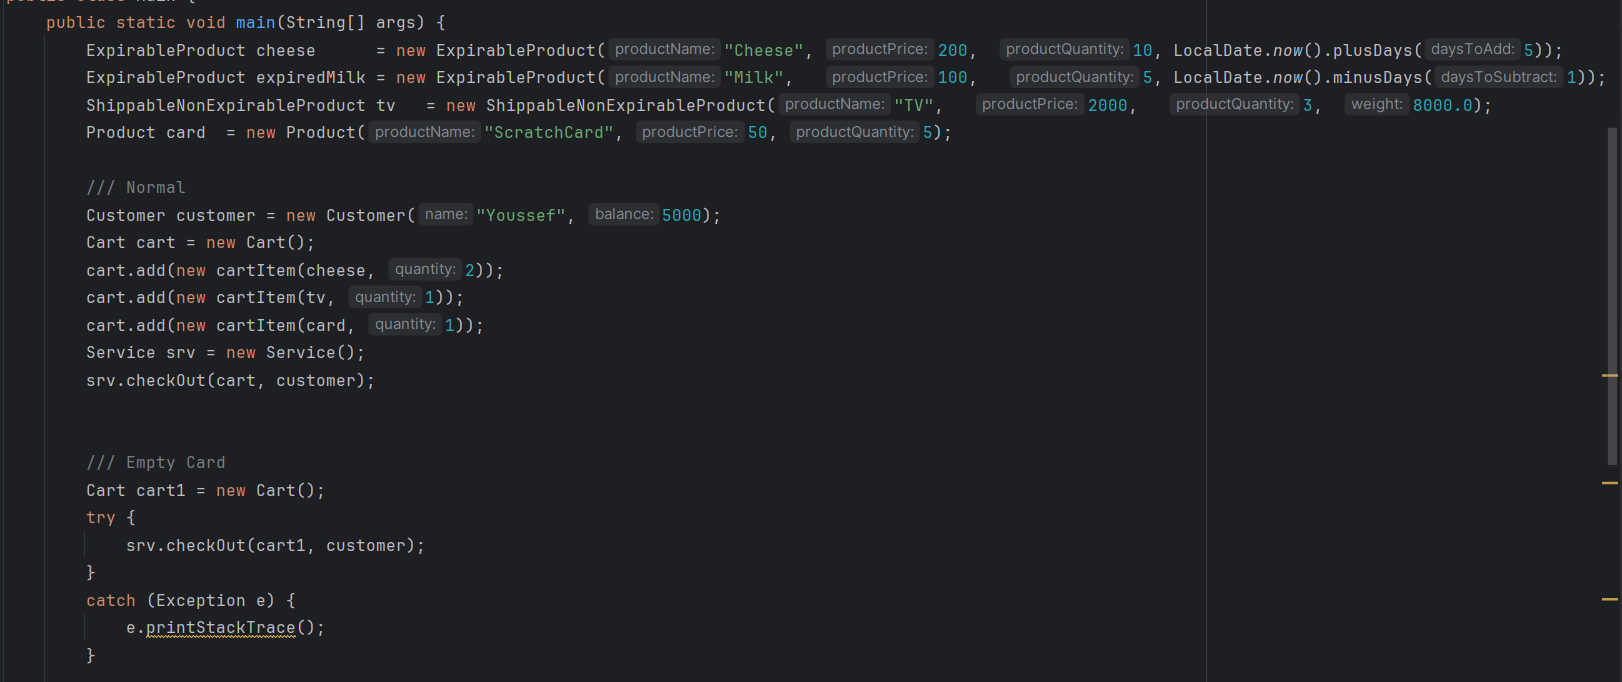 public class Main {
public static void main(String[] args) {
ExpirableProduct cheese = new ExpirableProduct( productName: "Cheese", productPrice: 200, productQuantity: 10, LocalDate.now().plusDays( daysToAdd: 5));
ExpirableProduct expiredMilk = new ExpirableProduct( productName: "Milk", productPrice: 100, productQuantity: 5, LocalDate.now().minusDays( daysToSubtract: 1));
ShippableNonExpirableProduct tv = new ShippableNonExpirableProduct( productName: "TV", productPrice: 2000, productQuantity: 3, weight: 8000.0);
Product card = new Product( productName: "ScratchCard", productPrice: 50, productQuantity: 5);
/// Normal
Customer customer = new Customer( name: "Youssef", balance: 5000);
Cart cart = new Cart();
cart.add(new cartItem(cheese, quantity: 2));
cart.add(new cartItem(tv, quantity: 1));
cart.add(new cartItem(card, quantity: 1));
Service srv = new Service();
srv.checkOut(cart, customer);
/// Empty Card
Cart cart1 = new Cart();
try {
srv.checkOut(cart1, customer);
}
catch (Exception e) {
e.printStackTrace();
}